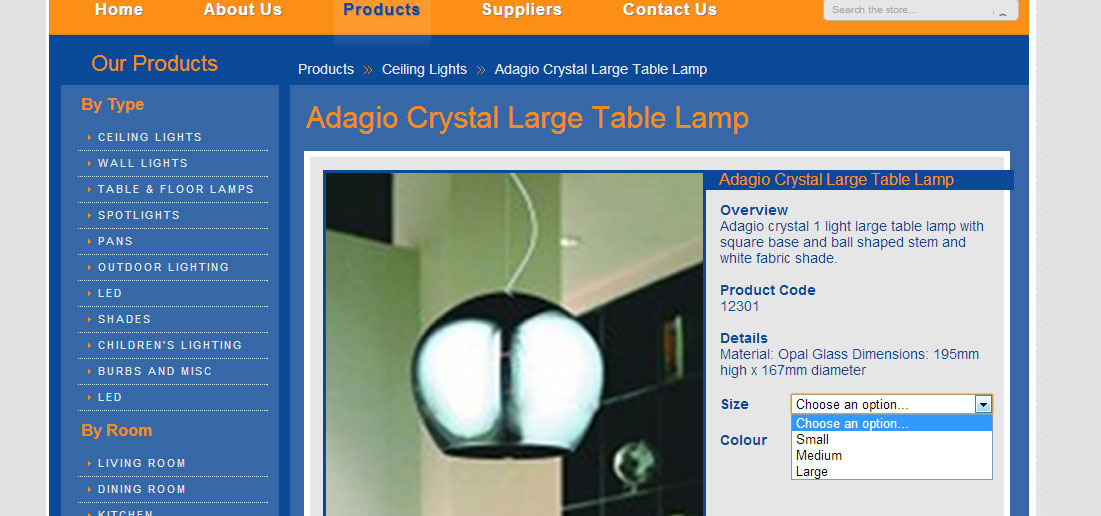 Home About Us Products Suppliers Contact Us Search the store...
Our Products
Products Ceiling Lights Adagio Crystal Large Table Lamp
By Type
CEILING LIGHTS
WALL LIGHTS
TABLE & FLOOR LAMPS
SPOTLIGHTS
PANS
OUTDOOR LIGHTING
LED
SHADES
CHILDREN'S LIGHTING
BURBS AND MISC
LED
By Room
LIVING ROOM
DINING ROOM
KITCHEN
Adagio Crystal Large Table Lamp
Adagio Crystal Large Table Lamp
Overview
Adagio crystal 1 light large table lamp with
square base and ball shaped stem and
white fabric shade.
Product Code
12301
Details
Material: Opal Glass Dimensions: 195mm
high x 167mm diameter
Size Choose an option...
Choose an option...
Colour Small
Medium
Large